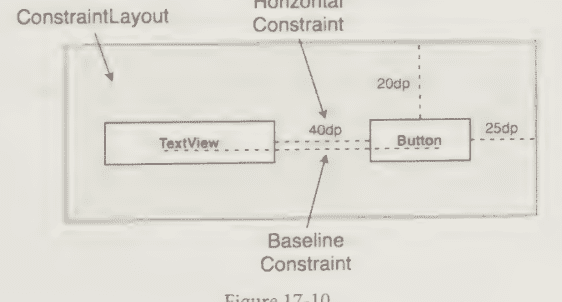 Horizontal
ConstraintLayout
Constraint
20dp
40dp
25dp
TextView
Button
Baseline
Constraint
Figure 17-10